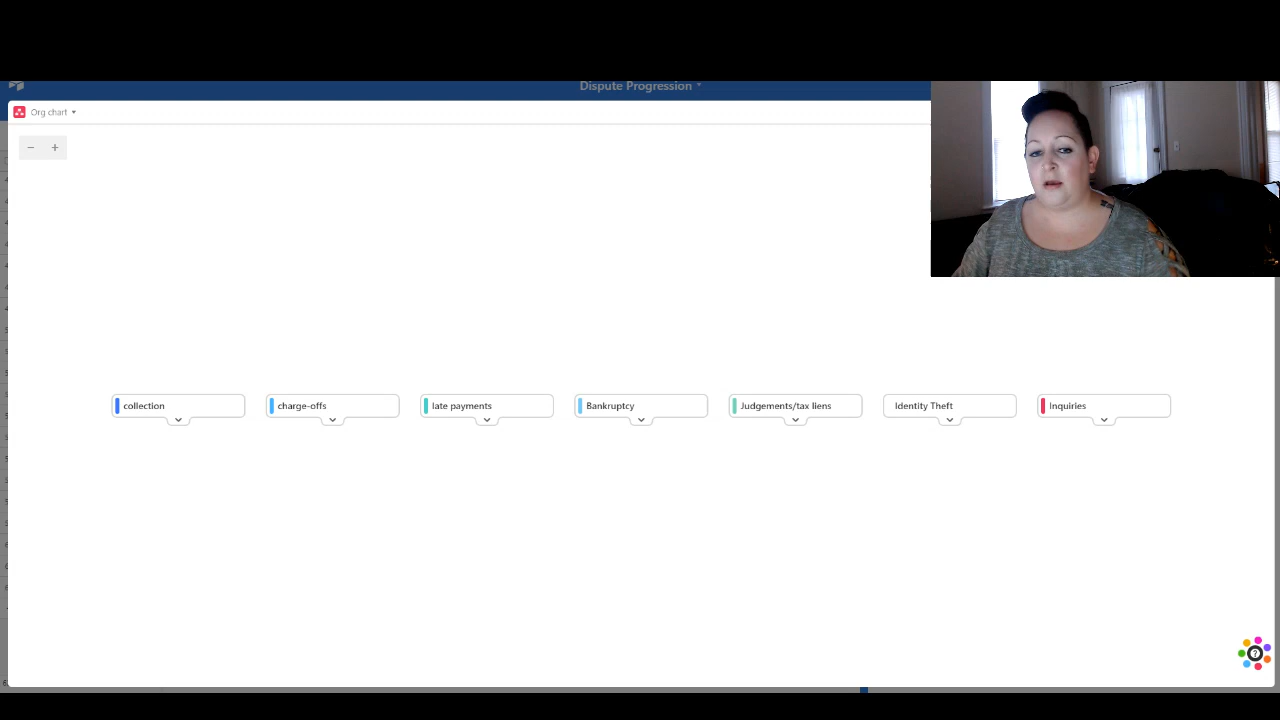 Dispute Progression
Org chart
collection
charge-offs
late payments
Bankruptcy
Judgements/tax liens
Identity Theft
Inquiries